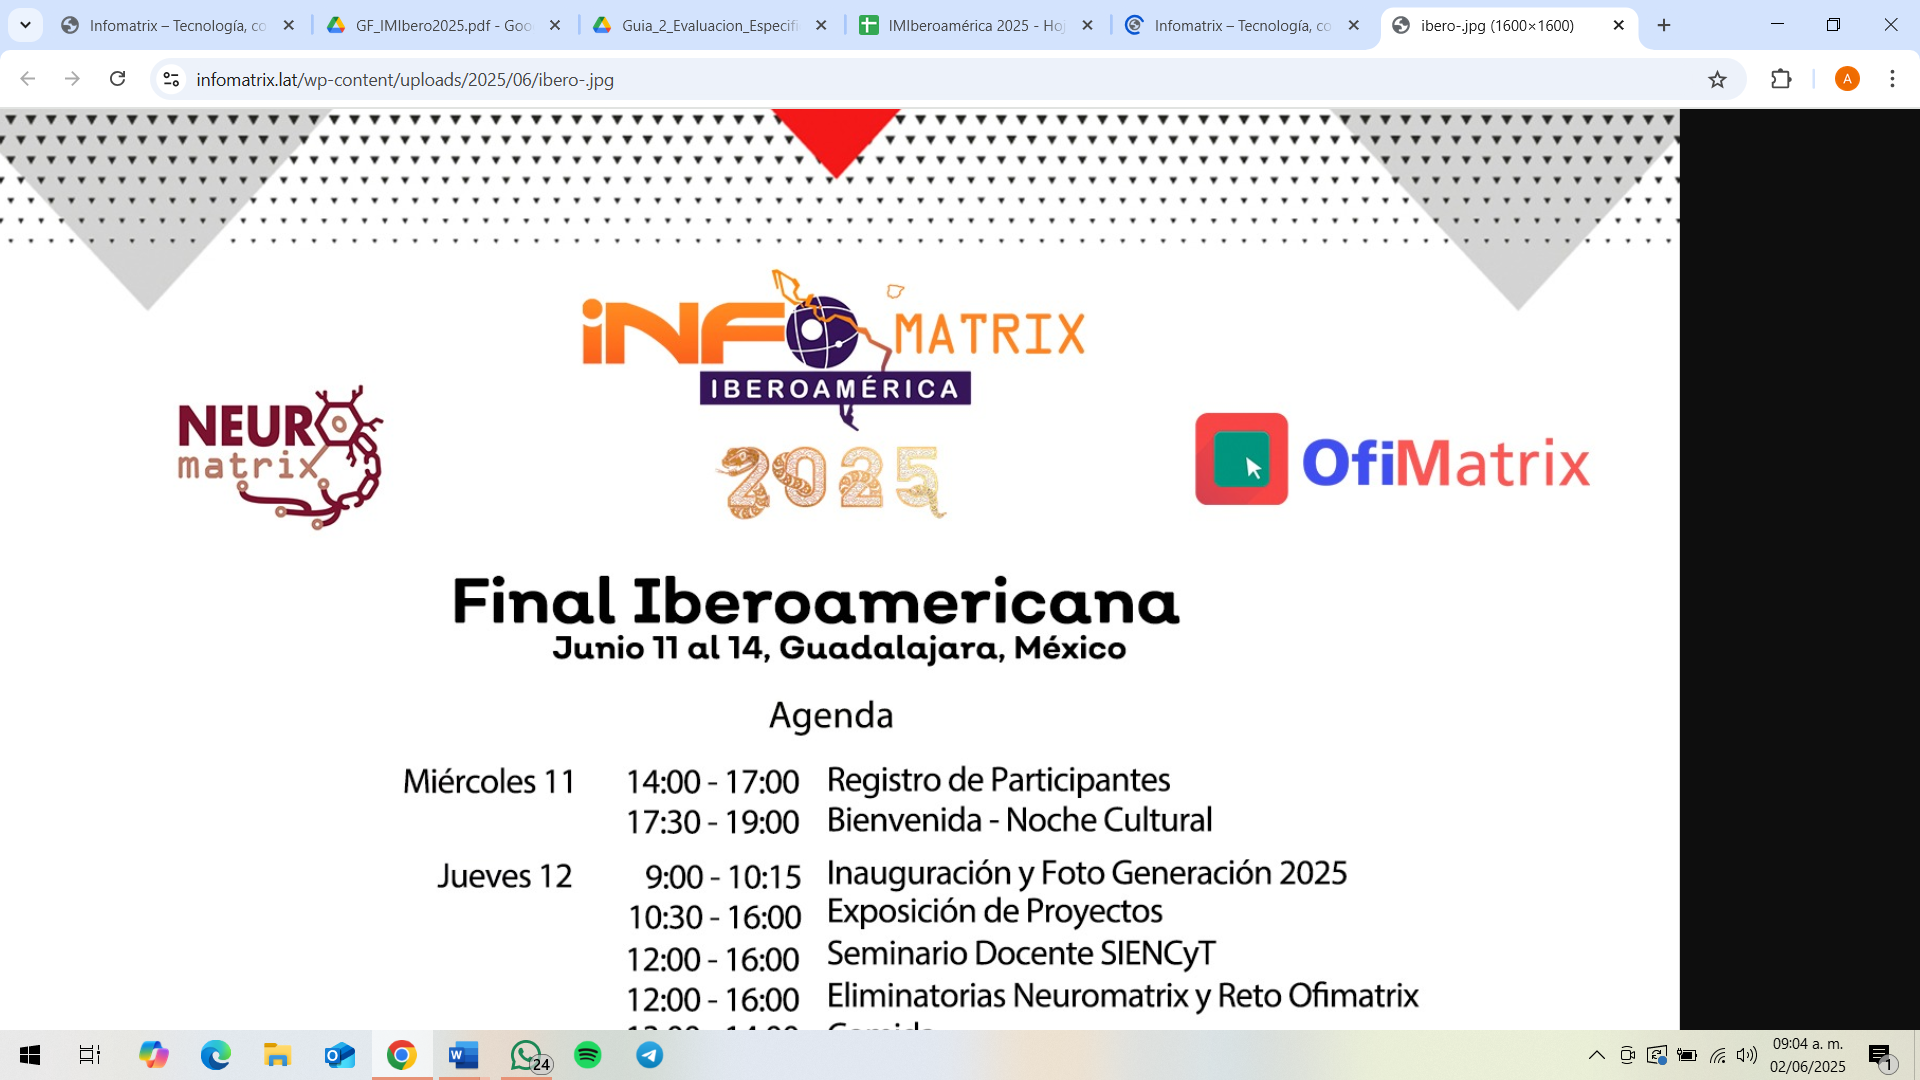 Infomatrix – Tecnología, co
GF_IMIbero2025.pdf - Goo
Guia_2_Evaluacion_Especifi
IMIberoamérica 2025 - Hoj
Infomatrix – Tecnología, co
ibero-.jpg (1600×1600)
infomatrix.lat/wp-content/uploads/2025/06/ibero-.jpg
A
iNFO MATRIX
IBEROAMÉRICA
2025
NEURO
matrix
OfiMatrix
Final Iberoamericana
Junio 11 al 14, Guadalajara, México
Agenda
Miércoles 11 14:00 - 17:00 Registro de Participantes
17:30 - 19:00 Bienvenida - Noche Cultural
Jueves 12 9:00 - 10:15 Inauguración y Foto Generación 2025
10:30 - 16:00 Exposición de Proyectos
12:00 - 16:00 Seminario Docente SIENCyT
12:00 - 16:00 Eliminatorias Neuromatrix y Reto Ofimatrix
24
09:04 a. m.
02/06/2025
1